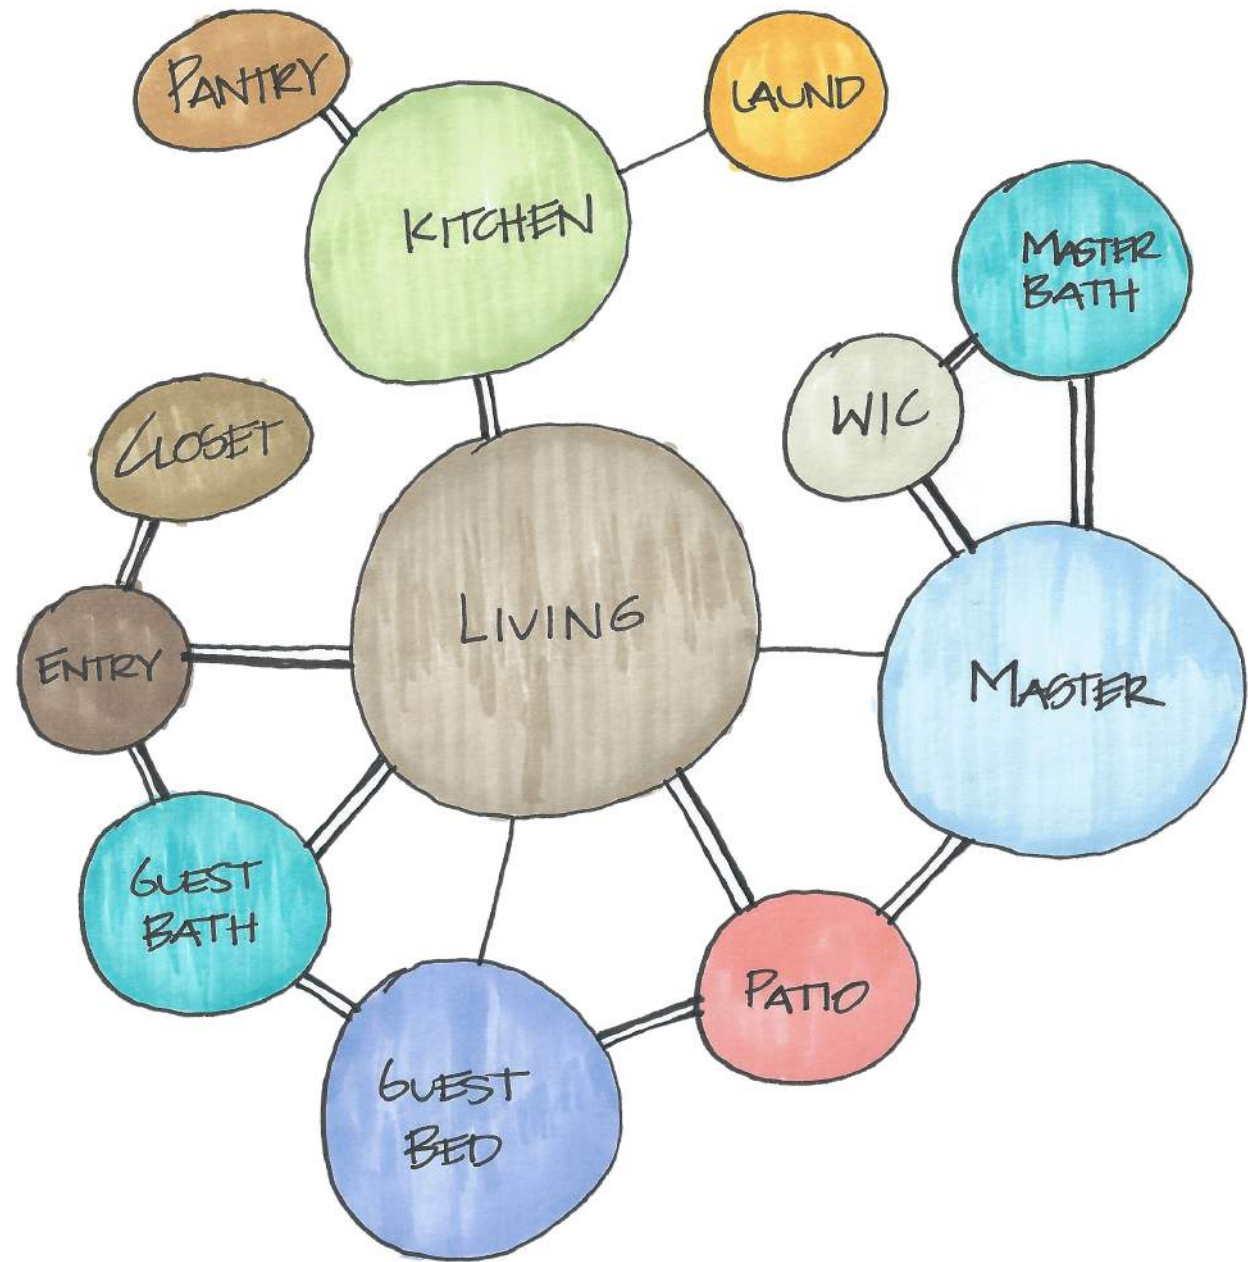 PANTRY
LAUND
KITCHEN
MASTER
BATH
WIC
CLOSET
LIVING
ENTRY
MASTER
GUEST
BATH
PATIO
GUEST
BED